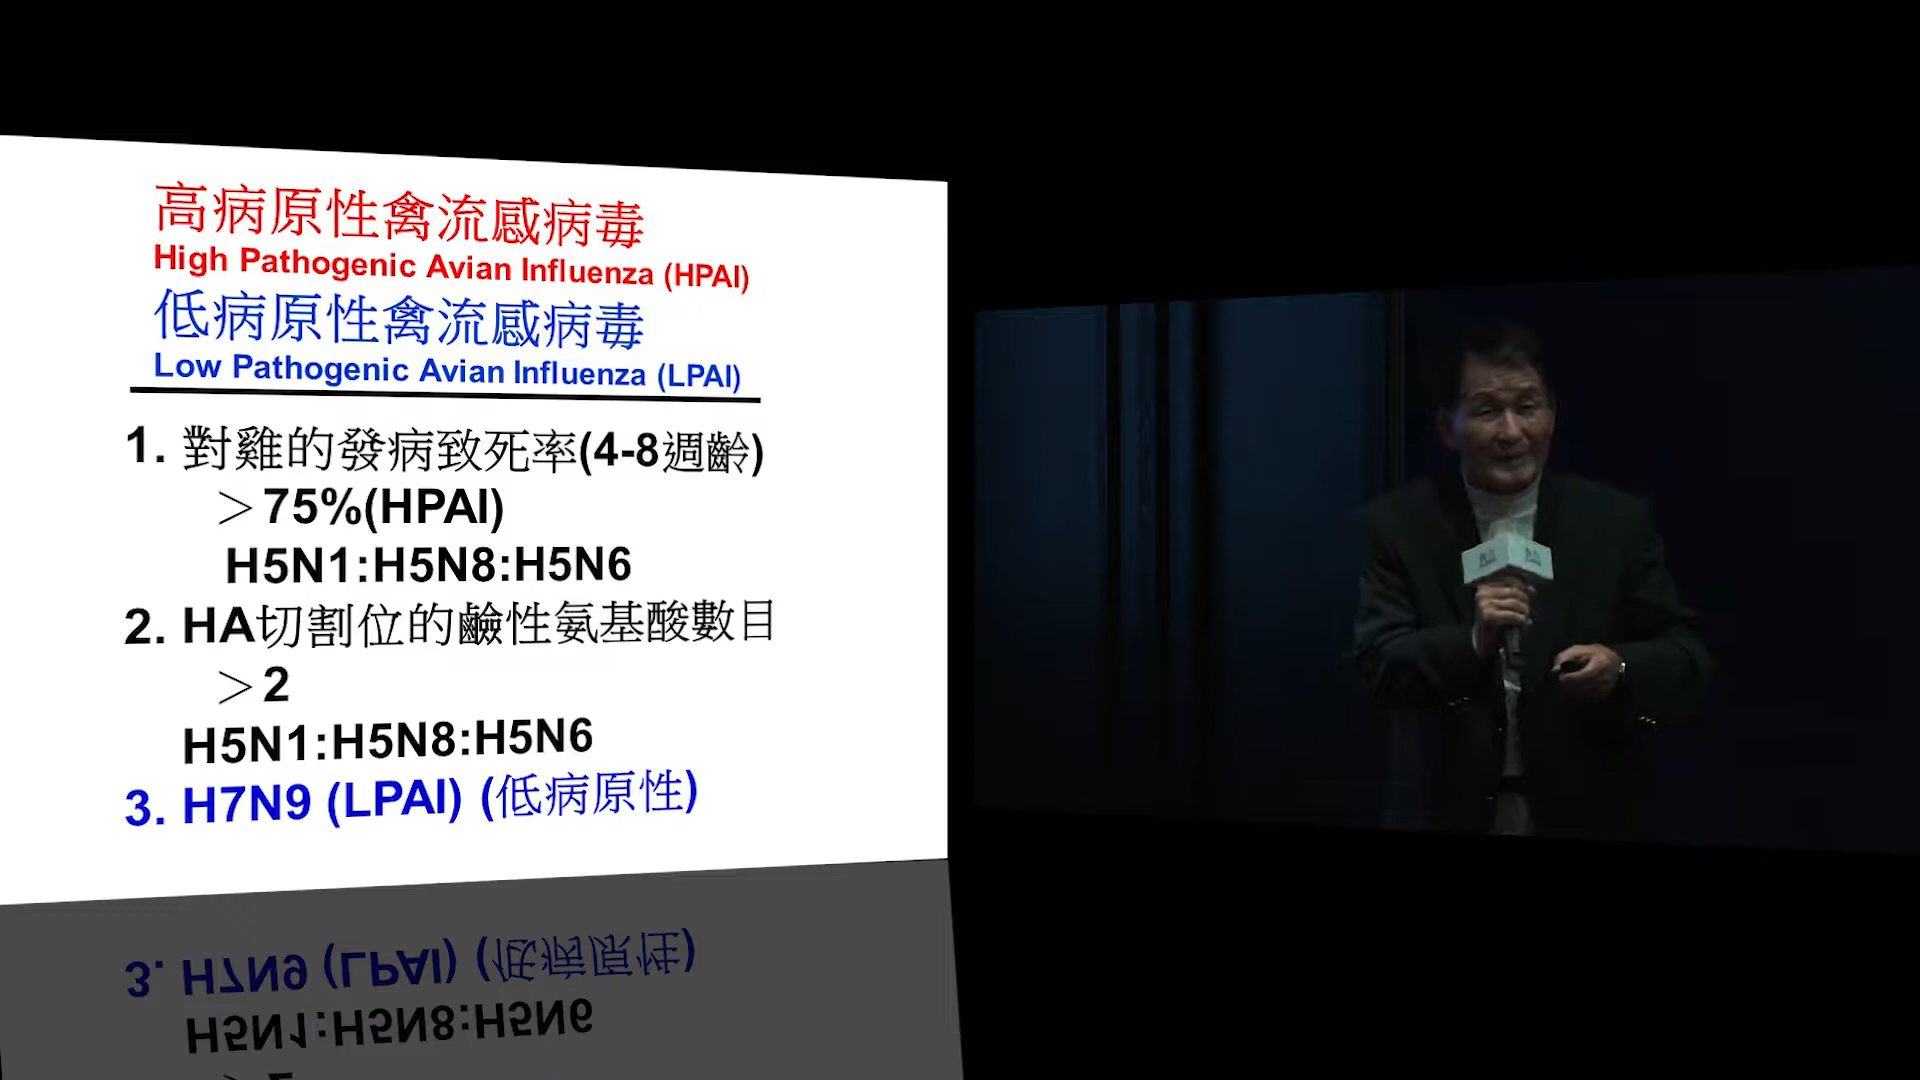 高病原性禽流感病毒
High Pathogenic Avian Influenza (HPAI)
低病原性禽流感病毒
Low Pathogenic Avian Influenza (LPAI)
1. 對雞的發病致死率(4-8週齡)
＞75%(HPAI)
H5N1:H5N8:H5N6
2. HA切割位的鹼性氨基酸數目
＞2
H5N1:H5N8:H5N6
3. H7N9 (LPAI) (低病原性)